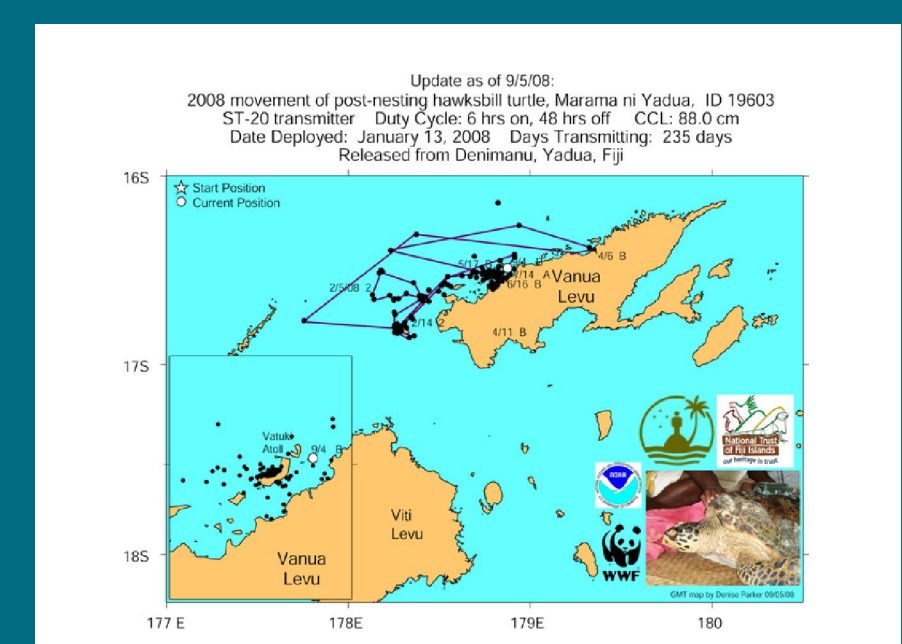 Update as of 9/5/08:
2008 movement of post-nesting hawksbill turtle, Marama ni Yadua, ID 19603
ST-20 transmitter Duty Cycle: 6 hrs on, 48 hrs off CCL: 88.0 cm
Date Deployed: January 13, 2008 Days Transmitting: 235 days
Released from Denimanu, Yadua, Fiji
16S
Start Position
Current Position
4/6 B
5/17 B
7/14 A
6/16 B
Vanua
Levu
2/5/08 2
2/14 2
4/11 B
17S
Vatuki
Atoll
9/4 B
National Trust
of Fiji Islands
our heritage in trust
NOAA
Viti
Levu
Vanua
Levu
18S
WWF
GMT map by Denise Parker 09/05/08
177 E
178E
179E
180